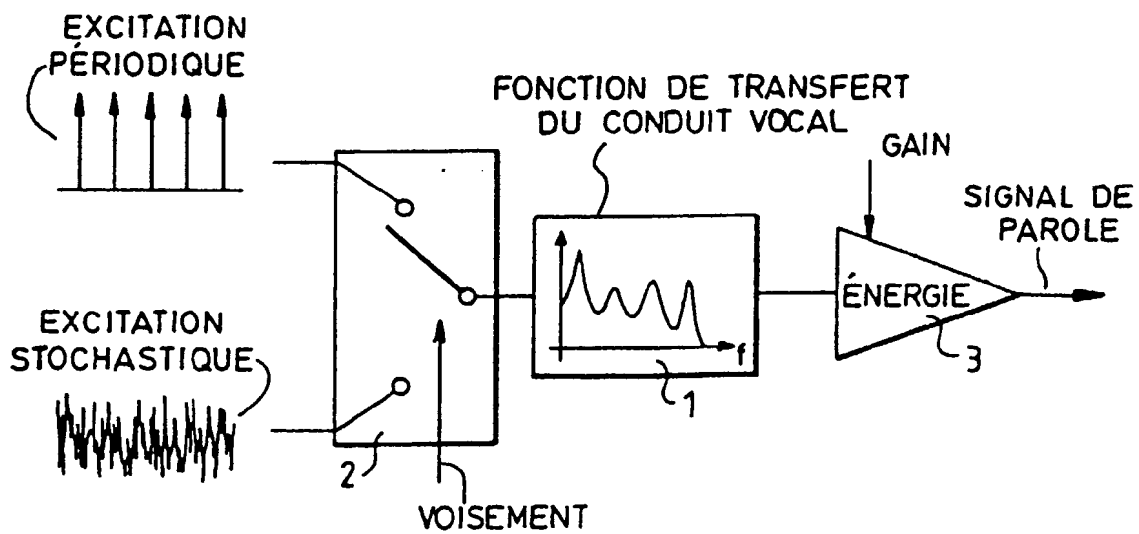 EXCITATION
PÉRIODIQUE
FONCTION DE TRANSFERT
DU CONDUIT VOCAL
GAIN
SIGNAL DE
PAROLE
ÉNERGIE
3
f
1
EXCITATION
STOCHASTIQUE
2
VOISEMENT